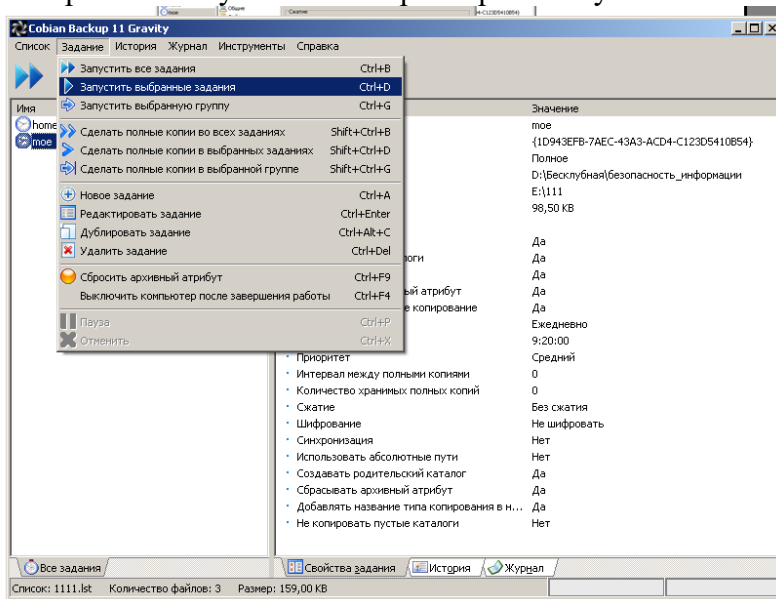 Общие
moe
Сжатие
Cobian Backup 11 Gravity
Список Задание История Журнал Инструменты Справка
Запустить все задания Ctrl+B
Запустить выбранные задания Ctrl+D
Запустить выбранную группу Ctrl+G
Сделать полные копии во всех заданиях Shift+Ctrl+B
Сделать полные копии в выбранных заданиях Shift+Ctrl+D
Сделать полные копии в выбранной группе Shift+Ctrl+G
Новое задание Ctrl+A
Редактировать задание Ctrl+Enter
Дублировать задание Ctrl+Alt+C
Удалить задание Ctrl+Del
Сбросить архивный атрибут Ctrl+F9
Выключить компьютер после завершения работы Ctrl+F4
Пауза Ctrl+P
Отменить Ctrl+X
Имя
home
moe
Значение
moe
{1D943EFB-7AEC-43A3-ACD4-C123D5410B54}
Полное
D:\Бесклубная\безопасность_информации
E:\111
98,50 KB
Да
Да
Да
ый атрибут Да
е копирование Да
Ежедневно
9:20:00
Приоритет Средний
Интервал между полными копиями 0
Количество хранимых полных копий 0
Сжатие Без сжатия
Шифрование Не шифровать
Синхронизация Нет
Использовать абсолютные пути Нет
Создавать родительский каталог Да
Сбрасывать архивный атрибут Да
Добавлять название типа копирования в н... Да
Не копировать пустые каталоги Нет
Все задания
Свойства задания История Журнал
Список: 1111.lst Количество файлов: 3 Размер: 159,00 KB